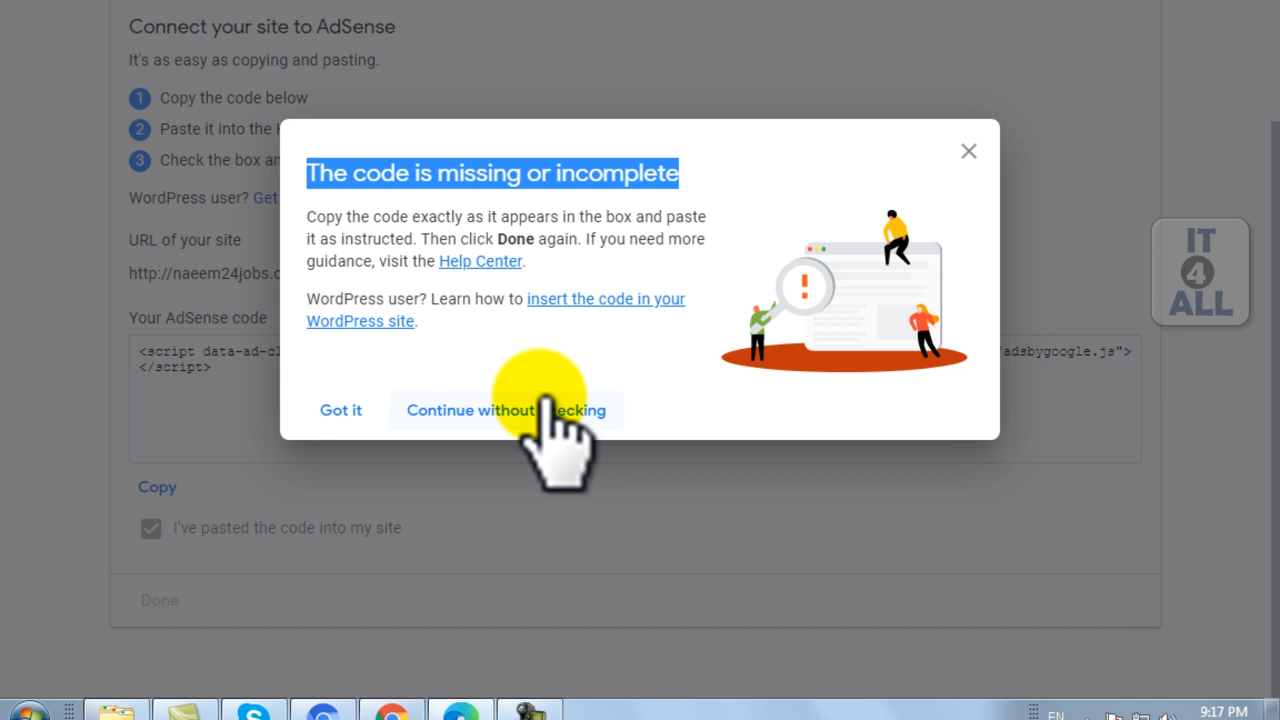 Connect your site to AdSense
It's as easy as copying and pasting.
1 Copy the code below
2 Paste it into the
3 Check the box
The code is missing or incomplete
Copy the code exactly as it appears in the box and paste
it as instructed. Then click Done again. If you need more
guidance, visit the Help Center.
WordPress user? Learn how to insert the code in your
WordPress site.
Got it
Continue without
WordPress user? Get
URL of your site
http://naeem24jobs.
Your AdSense code
<script data-ad-cl
/adsbygoogle.js">
</script>
Copy
I've pasted the code into my site
Done
IT
4
ALL
EN
9:17 PM